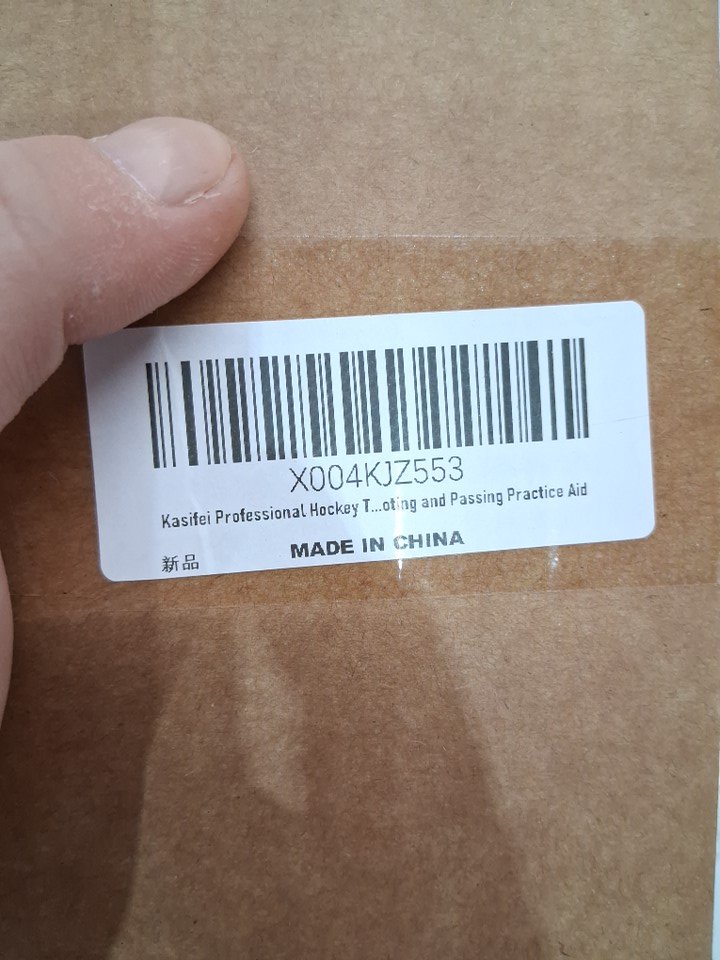 X004KJZ553
Kasifei Professional Hockey T...oting and Passing Practice Aid
MADE IN CHINA
新品